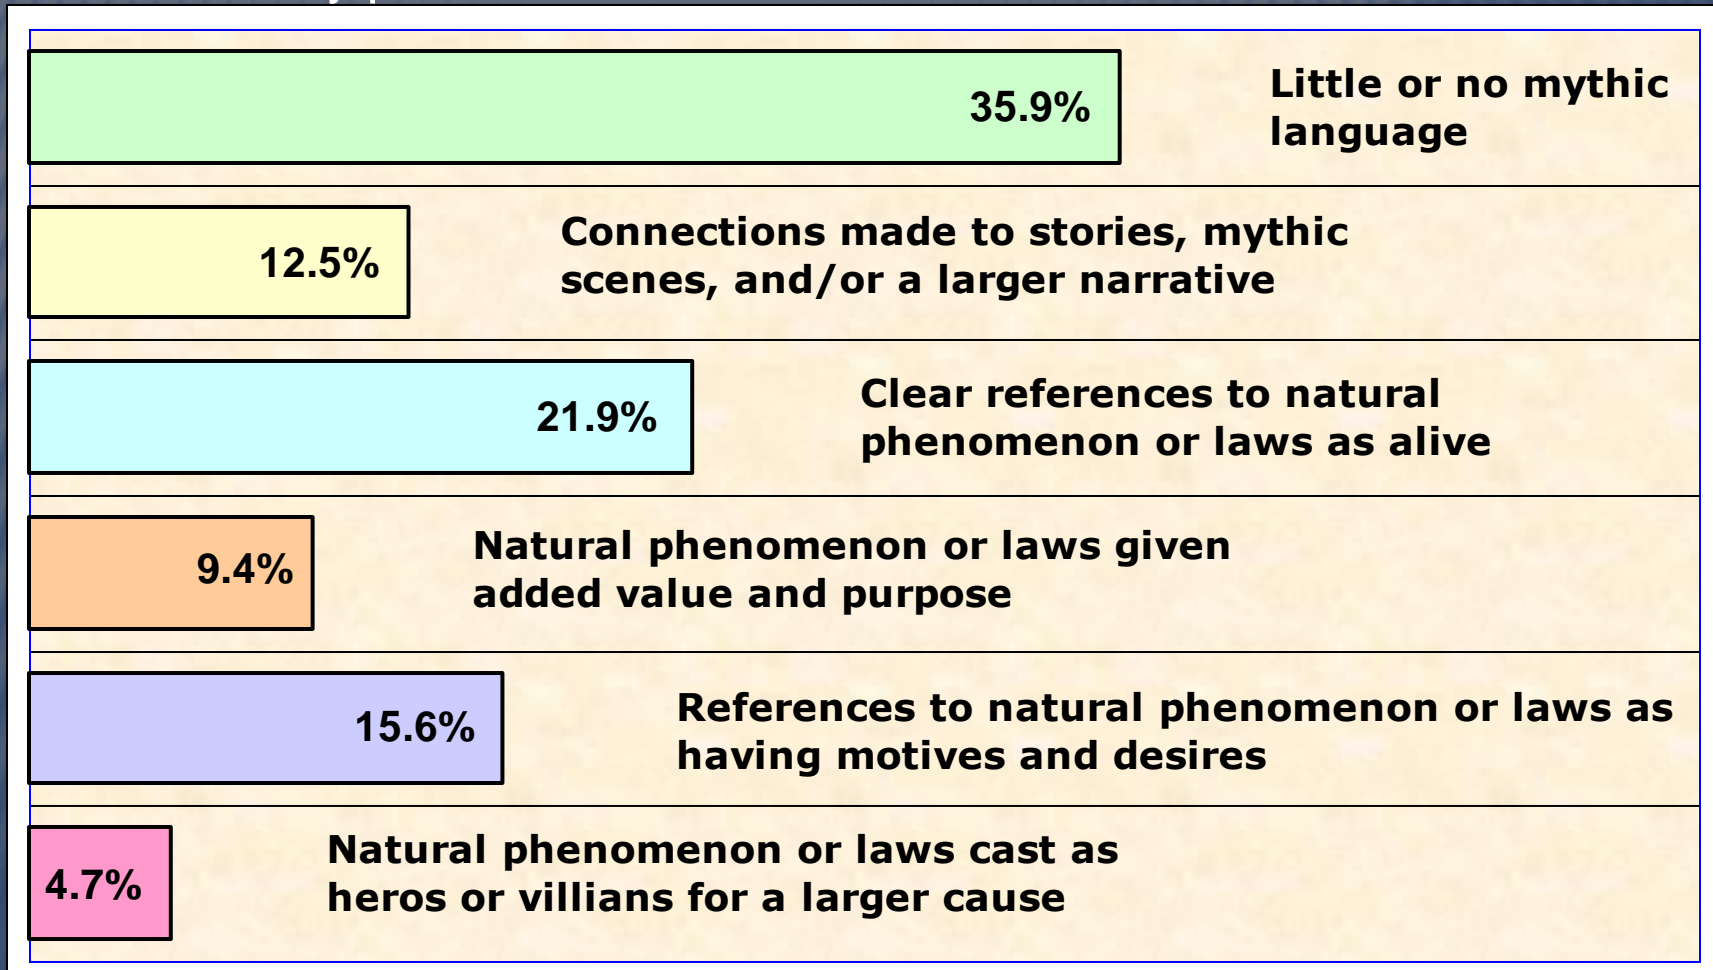 35.9%
Little or no mythic
language
12.5%
Connections made to stories, mythic
scenes, and/or a larger narrative
21.9%
Clear references to natural
phenomenon or laws as alive
9.4%
Natural phenomenon or laws given
added value and purpose
15.6%
References to natural phenomenon or laws as
having motives and desires
4.7%
Natural phenomenon or laws cast as
heros or villians for a larger cause